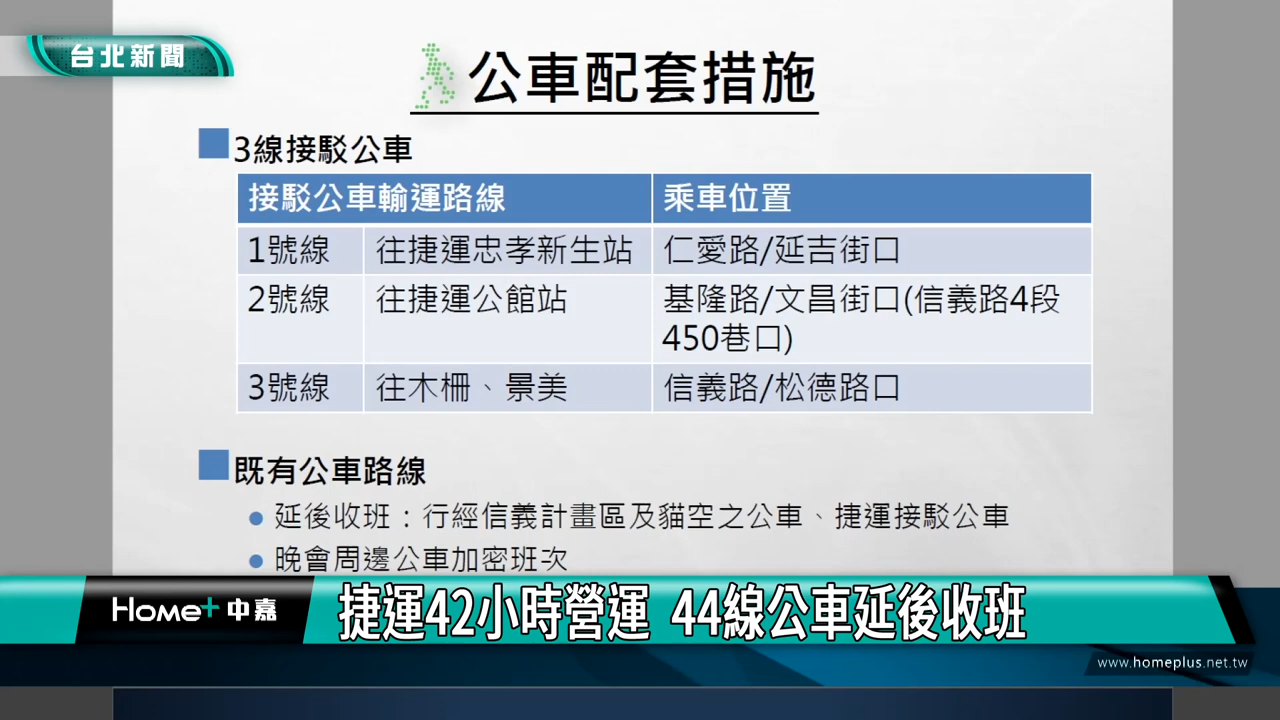 台北新聞
公車配套措施
3線接駁公車
接駁公車輸運路線 乘車位置
1號線 往捷運忠孝新生站 仁愛路/延吉街口
2號線 往捷運公館站 基隆路/文昌街口(信義路4段
450巷口)
3號線 往木柵、景美 信義路/松德路口
既有公車路線
延後收班：行經信義計畫區及貓空之公車、捷運接駁公車
晚會周邊公車加密班次
Home+中嘉
捷運42小時營運 44線公車延後收班
www.homeplus.net.tw